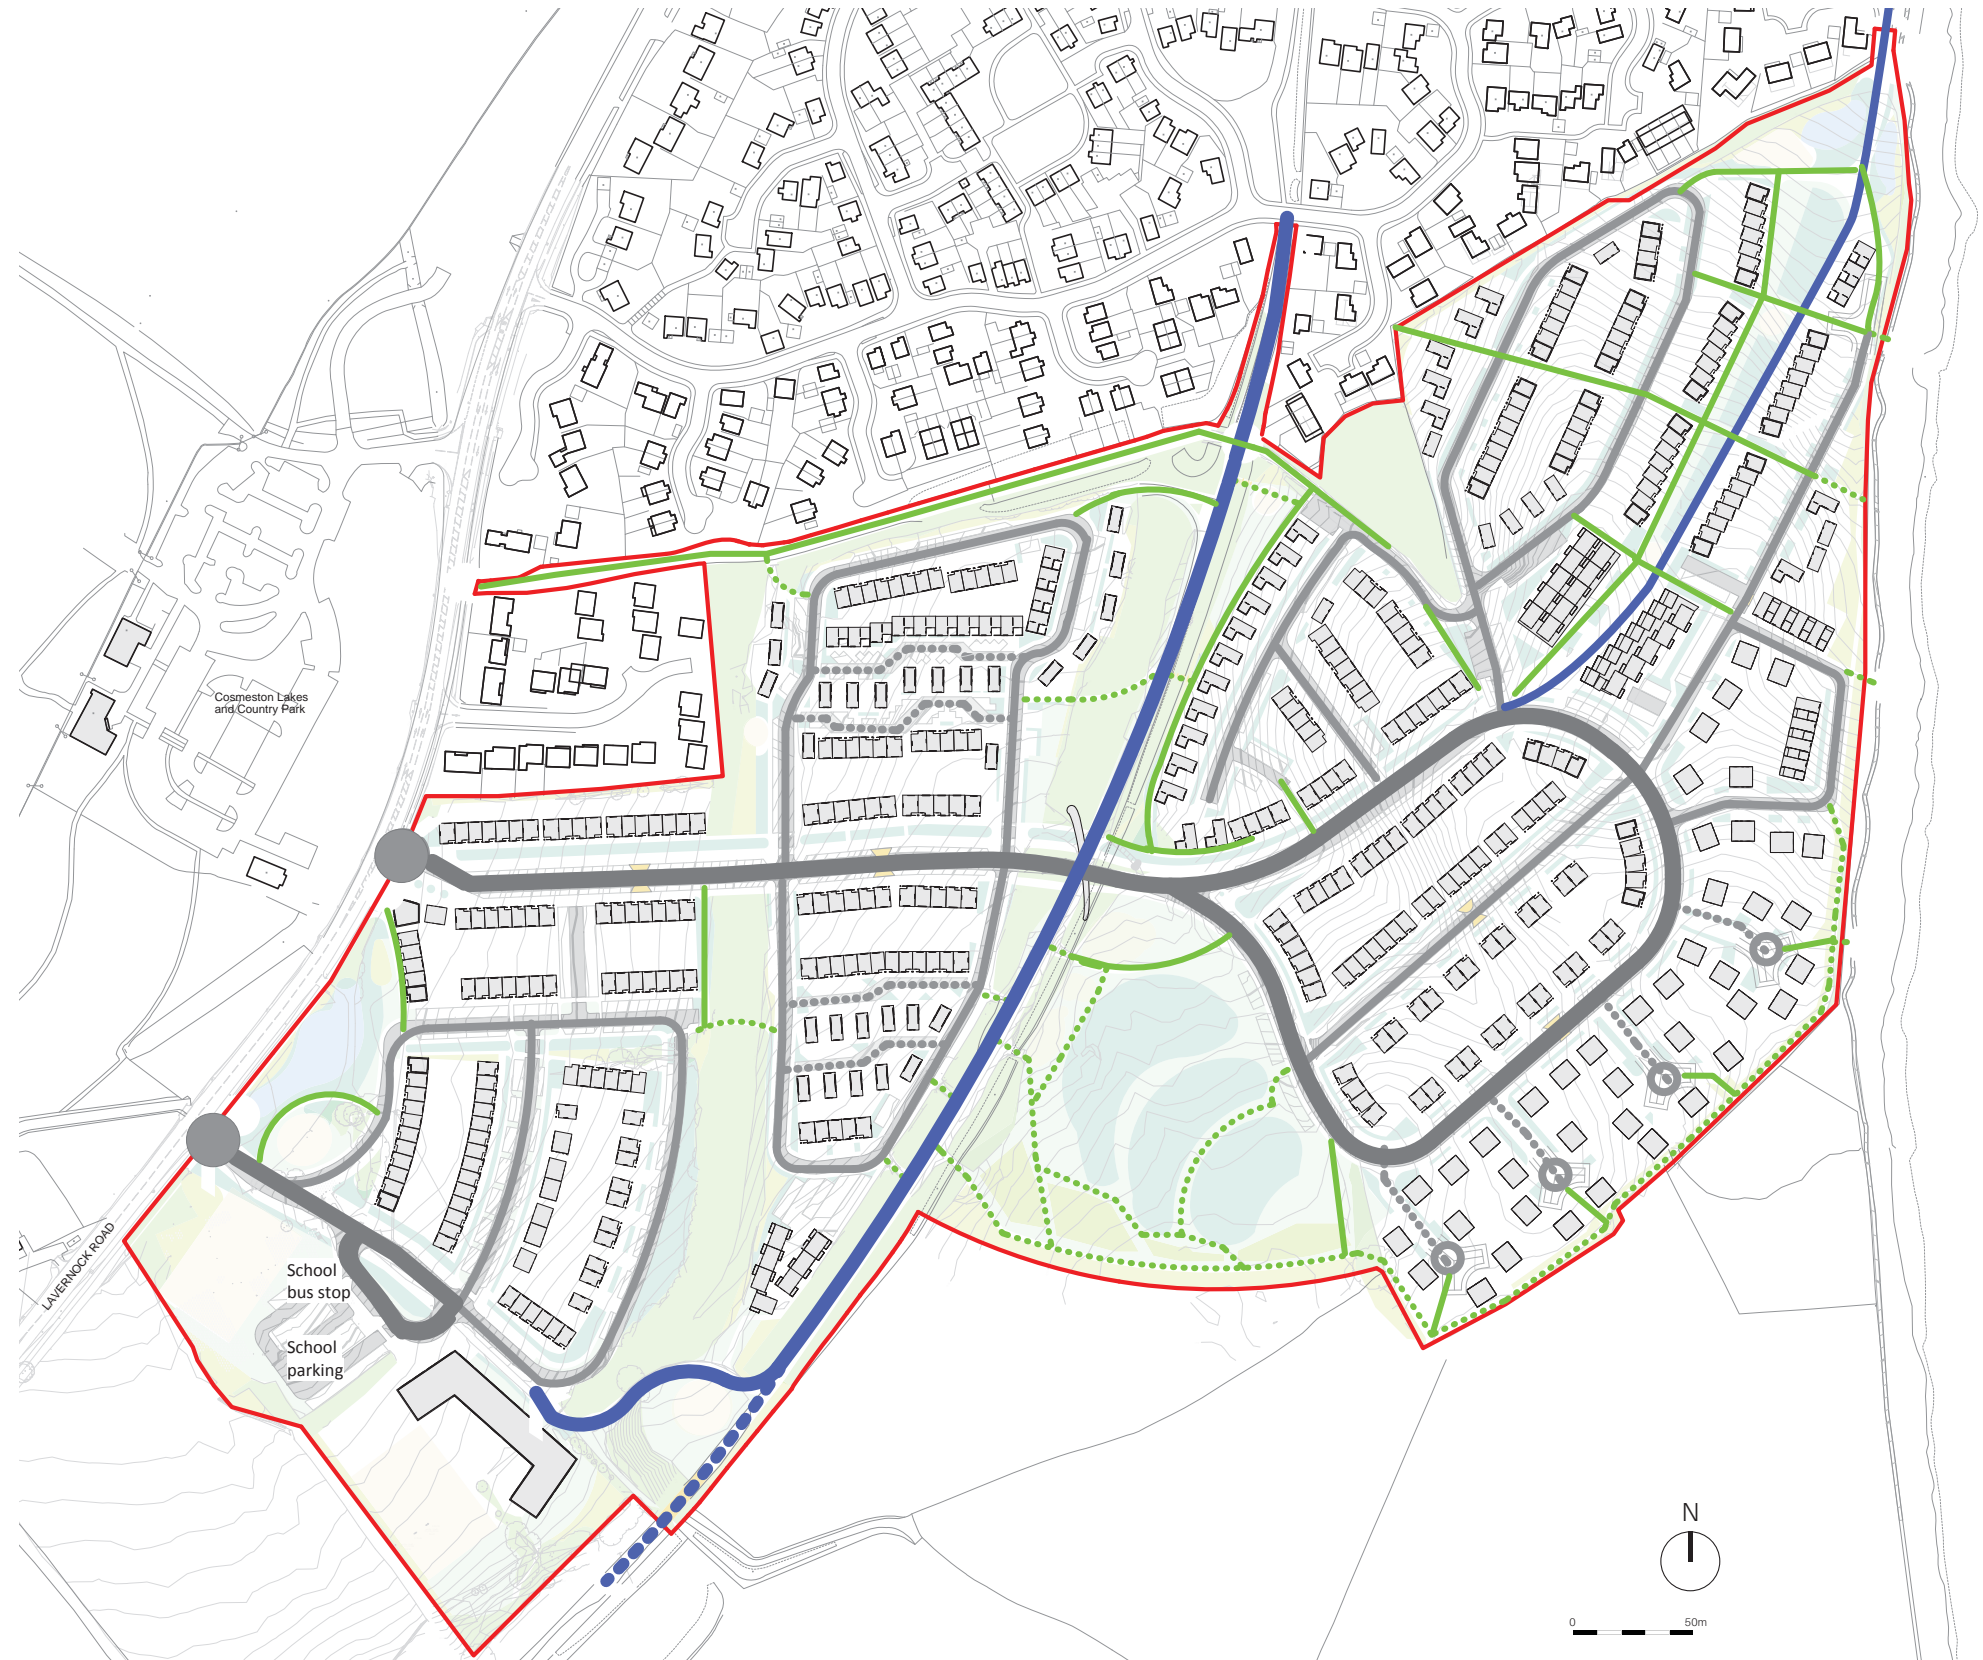 Cosmeston Lakes
and Country Park
LAVERNOCK ROAD
School
bus stop
School
parking
N
0 50m